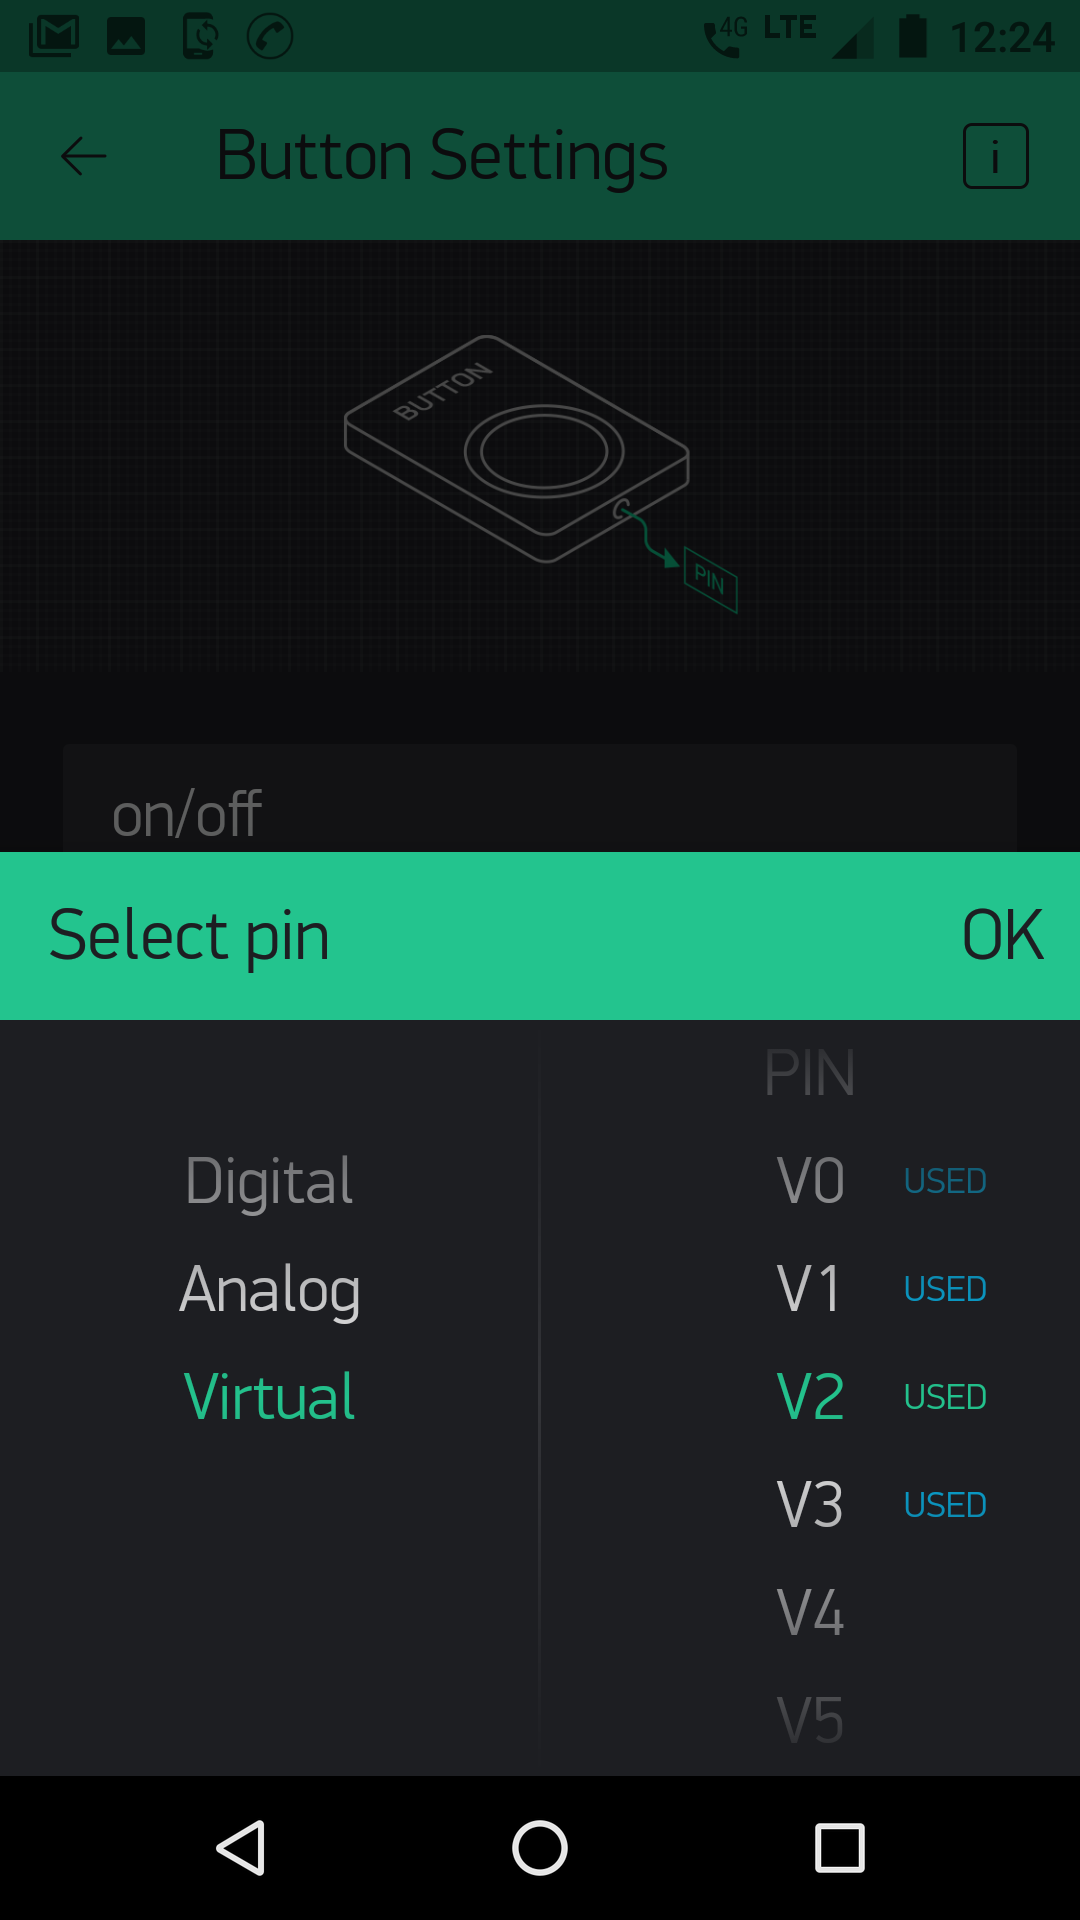 4G LTE 12:24
Button Settings i
BUTTON
PIN
on/off
Select pin OK
PIN
Digital V0 USED
Analog V1 USED
Virtual V2 USED
V3 USED
V4
V5